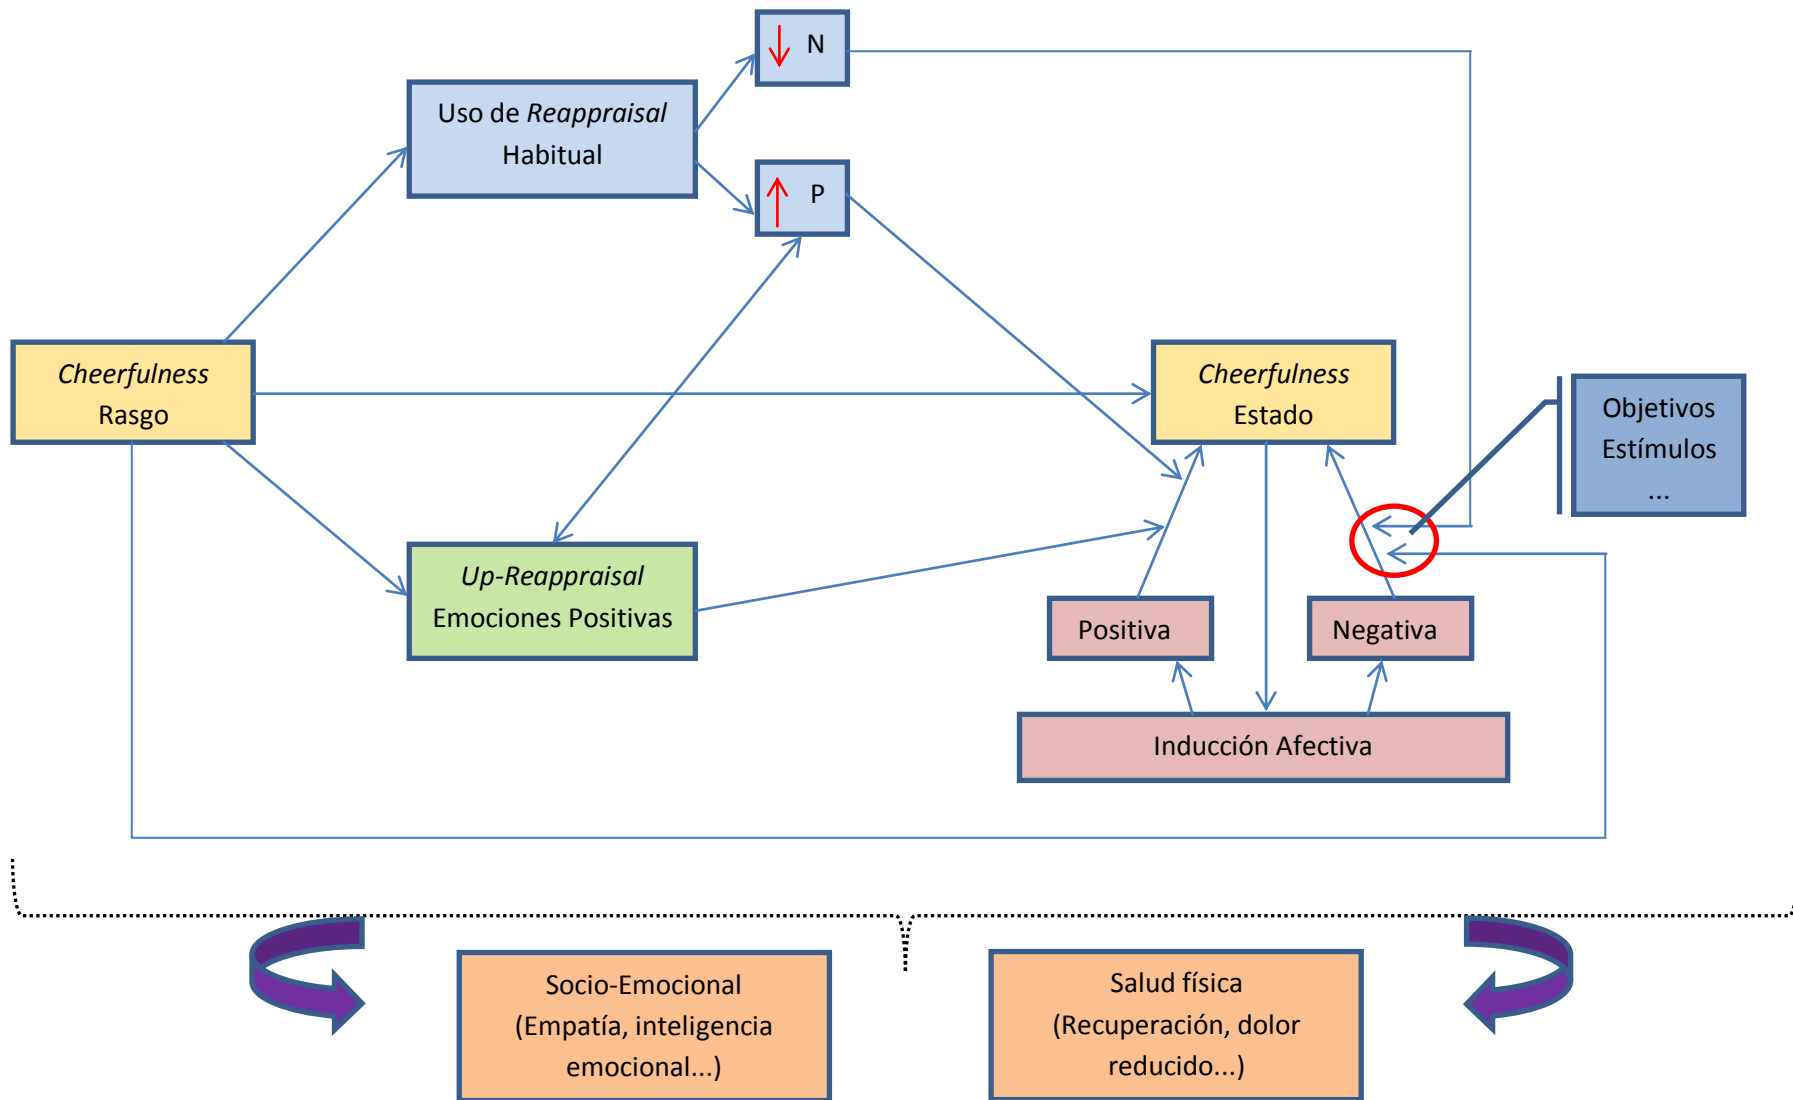 N
Uso de Reappraisal
Habitual
P
Cheerfulness
Rasgo
Cheerfulness
Estado
Objetivos
Estímulos
...
Up-Reappraisal
Emociones Positivas
Positiva
Negativa
Inducción Afectiva
Socio-Emocional
(Empatía, inteligencia
emocional...)
Salud física
(Recuperación, dolor
reducido...)